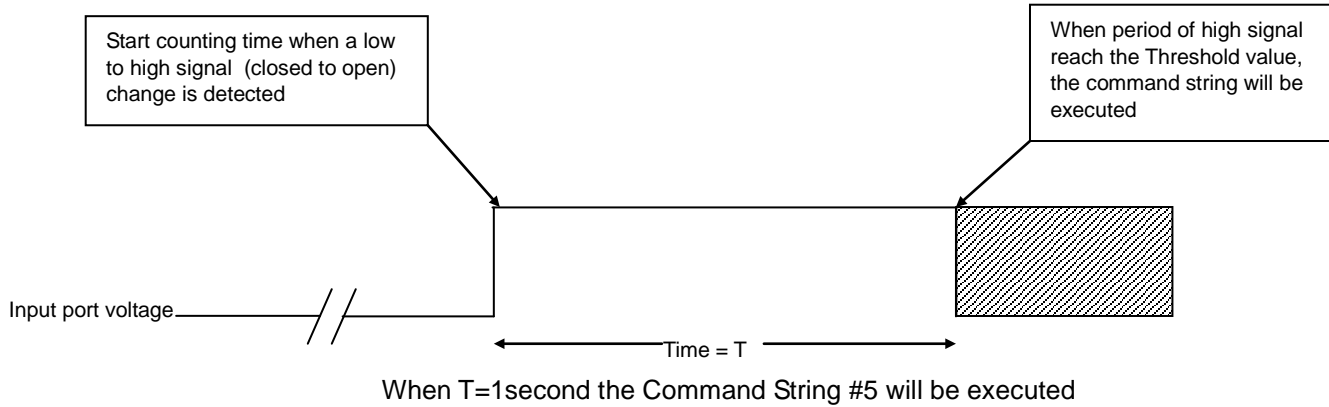 Start counting time when a low
to high signal (closed to open)
change is detected
When period of high signal
reach the Threshold value,
the command string will be
executed
Input port voltage
Time = T
When T=1second the Command String #5 will be executed